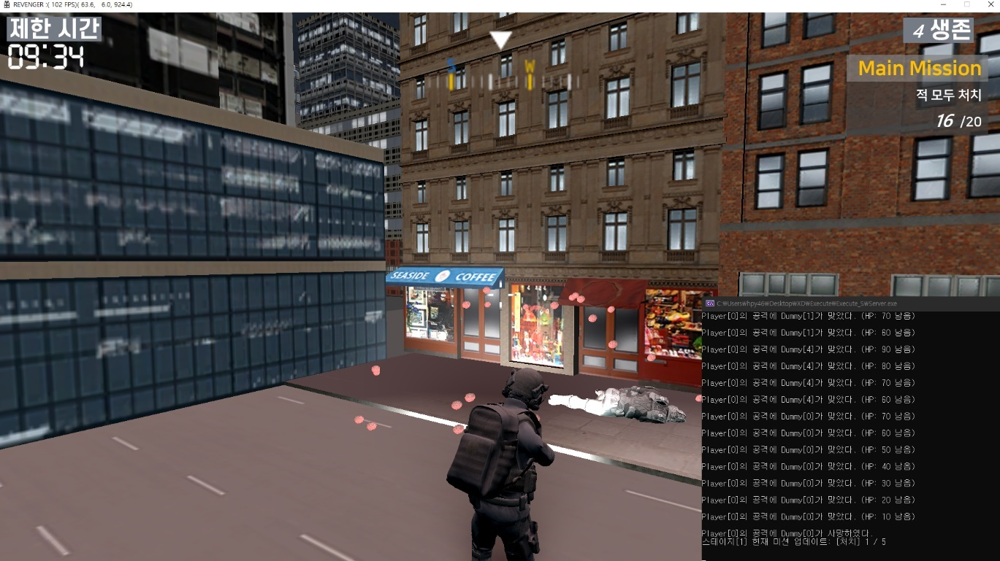 REVENGER :( 102 FPS)( 63.6, 6.0, 924.4)
제한 시간
09:34
S
W
4 생존
Main Mission
적 모두 처치
16 /20
SEASIDE COFFEE
C:\Users\hpy46\Desktop\XD\Execute\Execute_S\Server.exe
Player[0]의 공격에 Dummy[1]가 맞았다. (HP: 70 남음)
Player[0]의 공격에 Dummy[1]가 맞았다. (HP: 60 남음)
Player[0]의 공격에 Dummy[4]가 맞았다. (HP: 90 남음)
Player[0]의 공격에 Dummy[4]가 맞았다. (HP: 80 남음)
Player[0]의 공격에 Dummy[4]가 맞았다. (HP: 70 남음)
Player[0]의 공격에 Dummy[4]가 맞았다. (HP: 60 남음)
Player[0]의 공격에 Dummy[0]가 맞았다. (HP: 70 남음)
Player[0]의 공격에 Dummy[0]가 맞았다. (HP: 60 남음)
Player[0]의 공격에 Dummy[0]가 맞았다. (HP: 50 남음)
Player[0]의 공격에 Dummy[0]가 맞았다. (HP: 40 남음)
Player[0]의 공격에 Dummy[0]가 맞았다. (HP: 30 남음)
Player[0]의 공격에 Dummy[0]가 맞았다. (HP: 20 남음)
Player[0]의 공격에 Dummy[0]가 맞았다. (HP: 10 남음)
Player[0]의 공격에 Dummy[0]가 사망하였다.
스테이지[1] 현재 미션 업데이트: [처치] 1 / 5